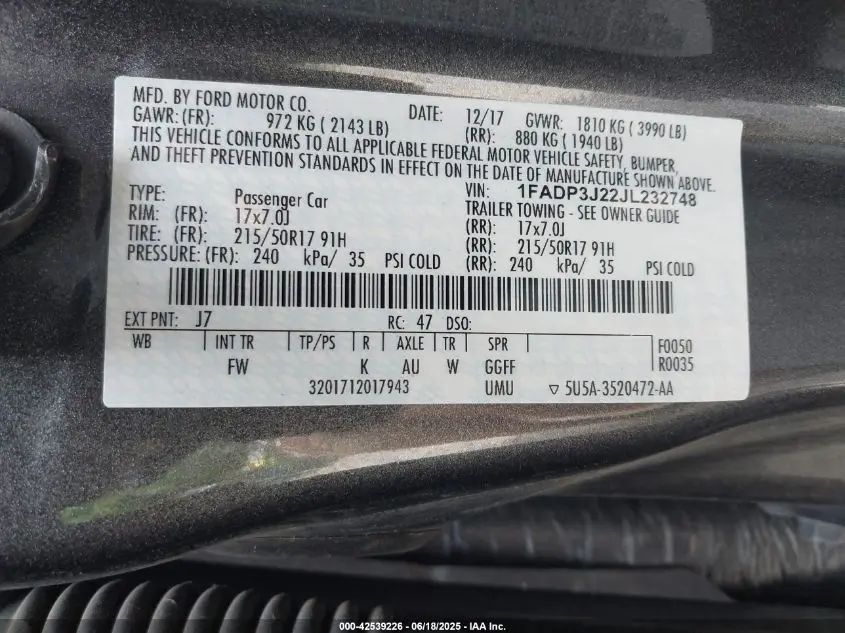 MFD. BY FORD MOTOR CO. DATE: 12/17 GVWR: 1810 KG ( 3990 LB)
GAWR: (FR): 972 KG ( 2143 LB) (RR): 880 KG ( 1940 LB)
THIS VEHICLE CONFORMS TO ALL APPLICABLE FEDERAL MOTOR VEHICLE SAFETY, BUMPER,
AND THEFT PREVENTION STANDARDS IN EFFECT ON THE DATE OF MANUFACTURE SHOWN ABOVE.
VIN: 1FADP3J22JL232748
TYPE: Passenger Car TRAILER TOWING - SEE OWNER GUIDE
RIM: (FR): 17x7.0J (RR): 17x7.0J
TIRE: (FR): 215/50R17 91H (RR): 215/50R17 91H
PRESSURE: (FR): 240 kPa/ 35 PSI COLD (RR): 240 kPa/ 35 PSI COLD
EXT PNT: J7 RC: 47 DSO:
WB INT TR TP/PS R AXLE TR SPR F0050
FW K AU W GGFF R0035
3201712017943 UMU ▽ 5U5A-3520472-AA
000-42539226 - 06/18/2025 - IAA Inc.